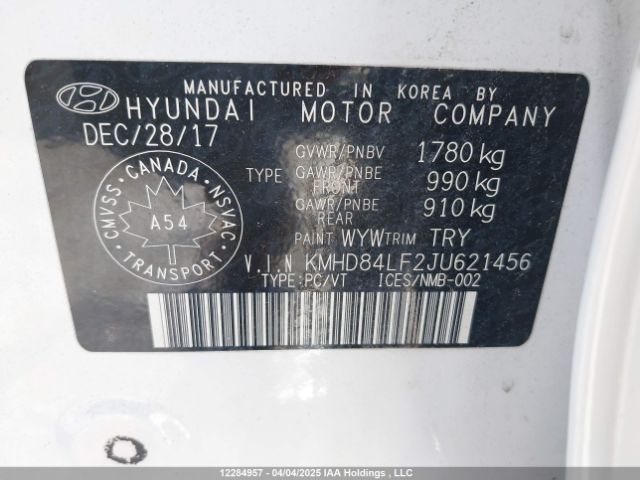 MANUFACTURED IN KOREA BY
HYUNDAI MOTOR COMPANY
DEC/28/17
GVWR/PNBV 1780 kg
TYPE GAWR/PNBE FRONT 990 kg
GAWR/PNBE REAR 910 kg
CANADA
CMVSS NSVAC
A54
TRANSPORT
PAINT WYW TRIM TRY
V.I.N KMHD84LF2JU621456
TYPE:PC/VT ICES/NMB-002
12284957 - 04/04/2025 IAA Holdings , LLC